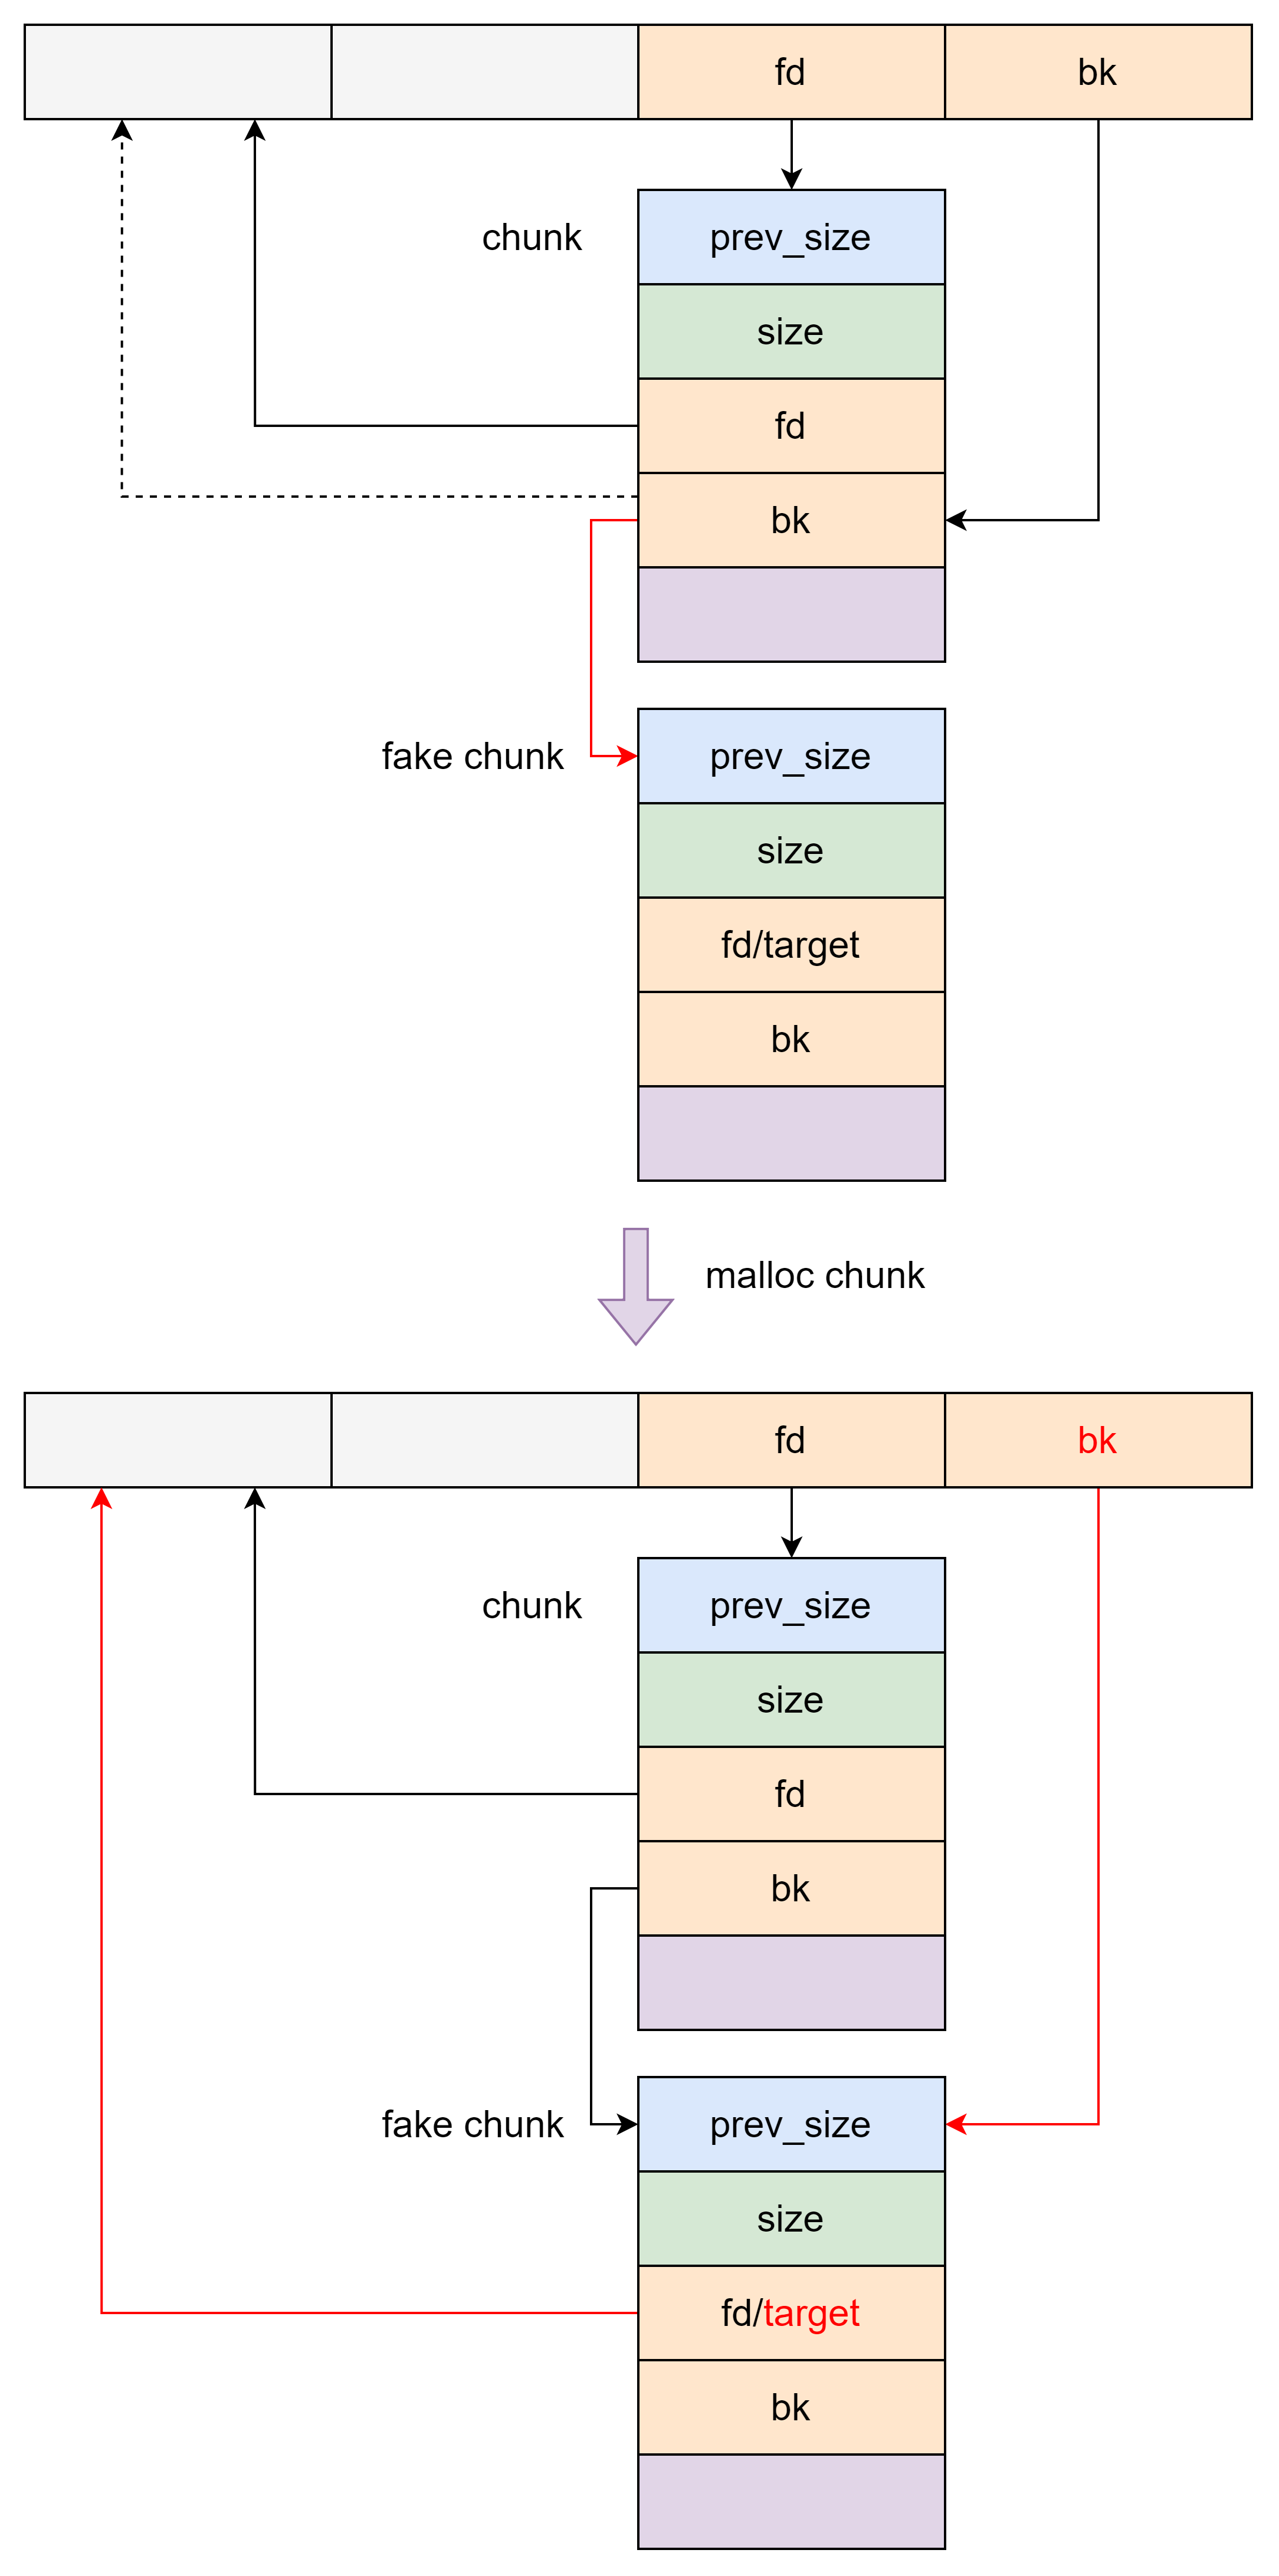 fd bk
chunk
prev_size
size
fd
bk
fake chunk
prev_size
size
fd/target
bk
malloc chunk
fd bk
chunk
prev_size
size
fd
bk
fake chunk
prev_size
size
fd/target
bk